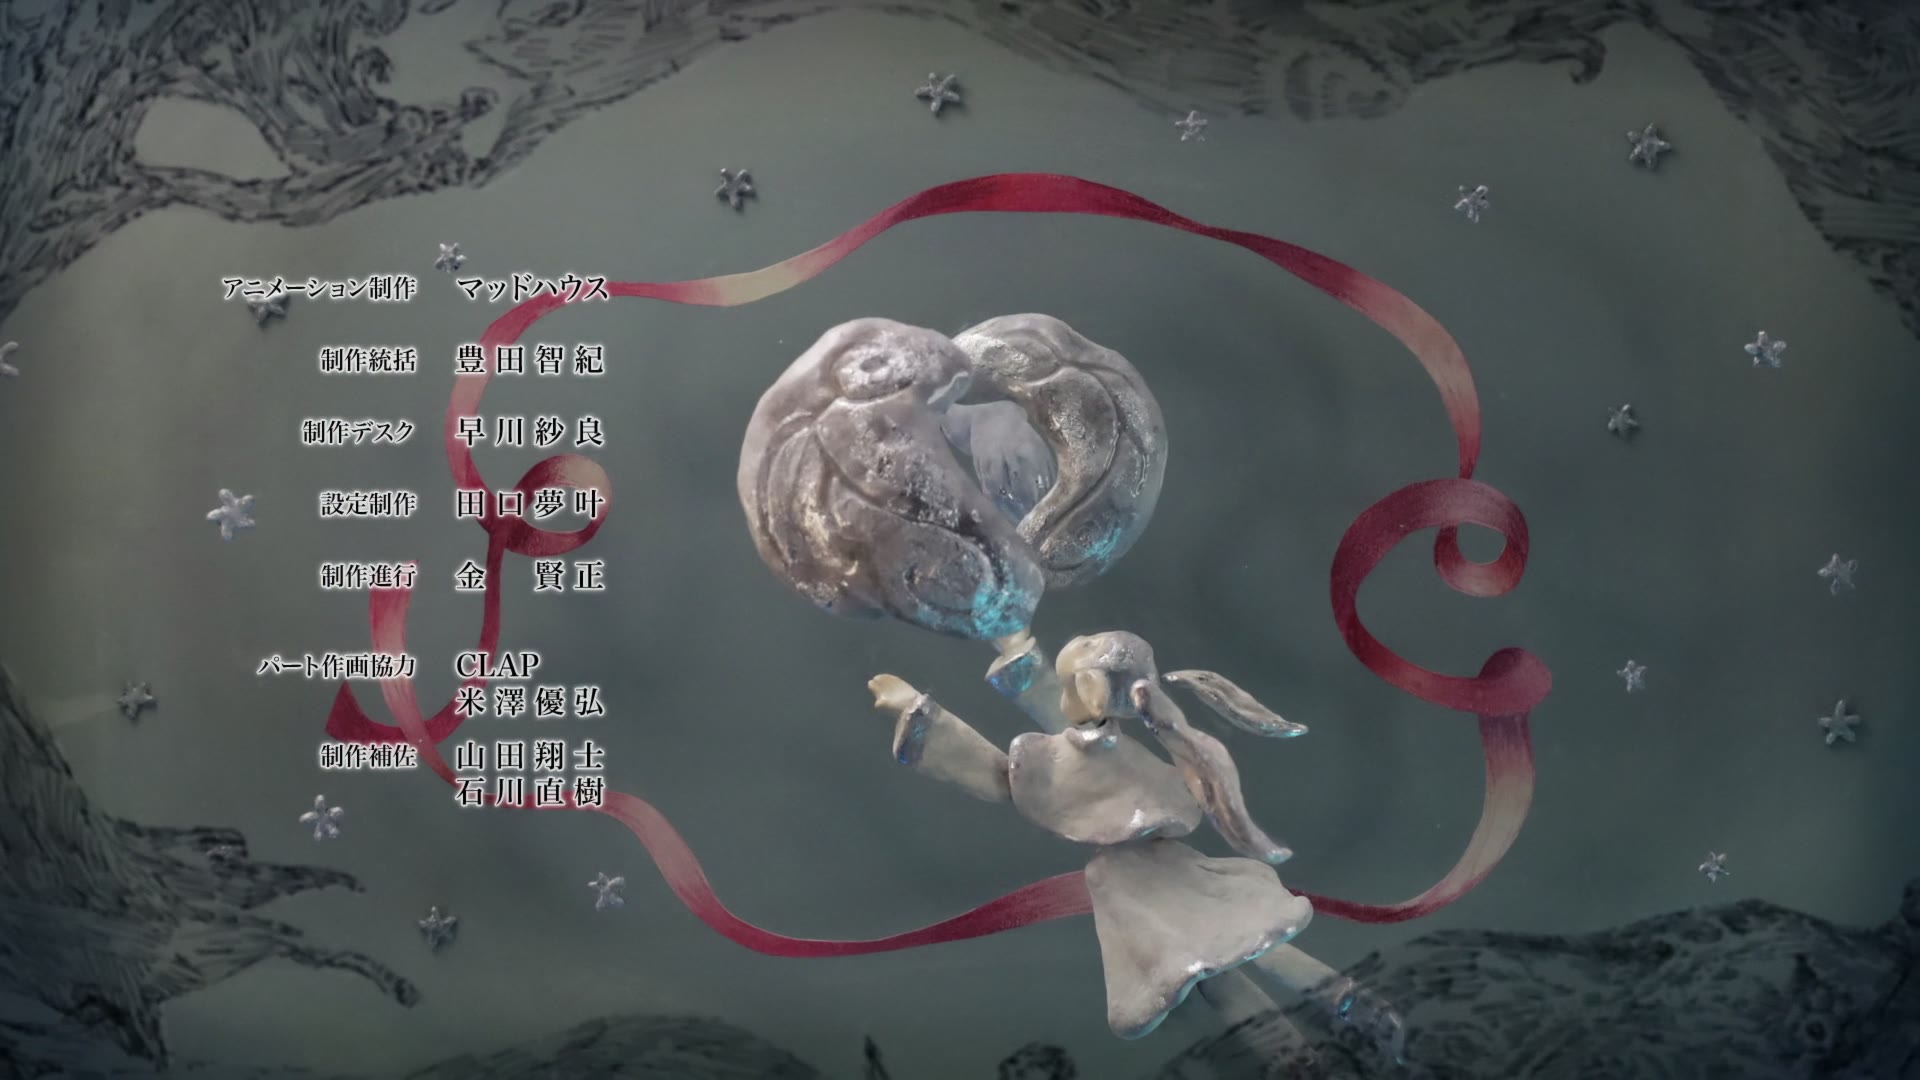 アニメーション制作 マッドハウス
制作統括 豊田智紀
制作デスク 早川紗良
設定制作 田口夢叶
制作進行 金 賢正
パート作画協力 CLAP
米澤優弘
制作補佐 山田翔士
石川直樹